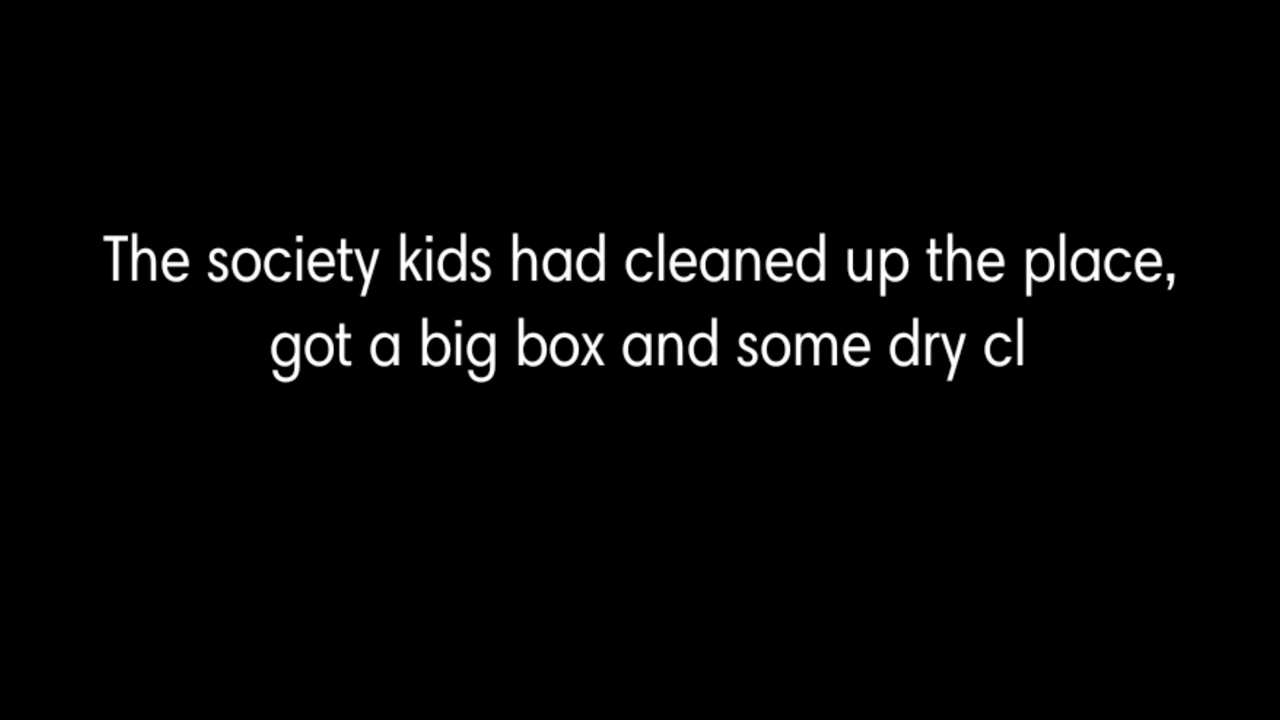 The society kids had cleaned up the place,
got a big box and some dry cl